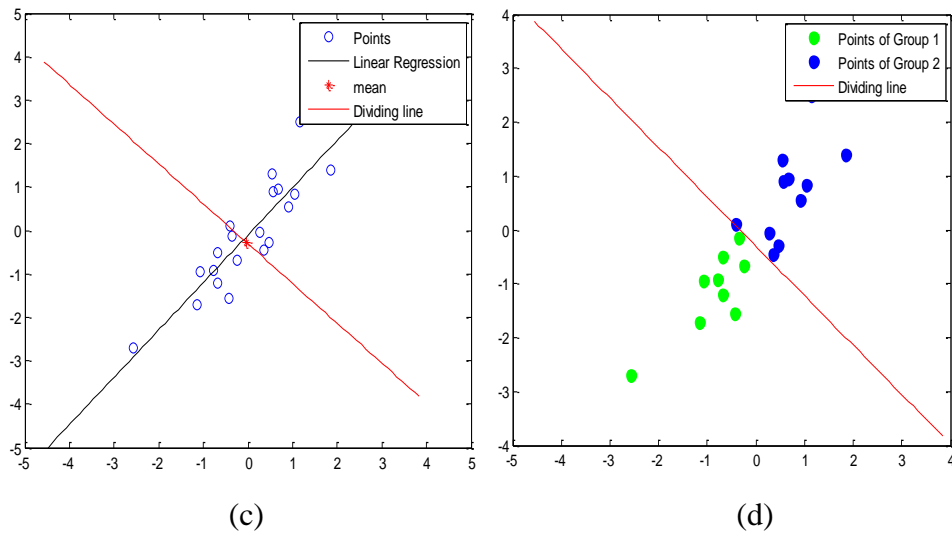 5
4
3
2
1
0
-1
-2
-3
-4
-5
-5 -4 -3 -2 -1 0 1 2 3 4 5
Points
Linear Regression
mean
Dividing line
(c)
4
3
2
1
0
-1
-2
-3
-4
-5 -4 -3 -2 -1 0 1 2 3 4
Points of Group 1
Points of Group 2
Dividing line
(d)